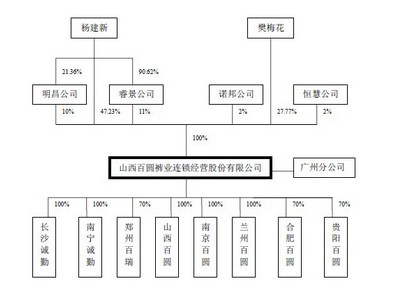 杨建新
樊梅花
21.36%
90.62%
明昌公司
睿景公司
诺邦公司
恒慧公司
10%
47.23%
11%
2%
27.77%
2%
100%
山西百圆裤业连锁经营股份有限公司
广州分公司
100%
100%
70%
100%
100%
100%
70%
70%
长沙诚勤
南宁诚勤
郑州百瑞
山西百圆
南京百圆
兰州百圆
合肥百圆
贵阳百圆